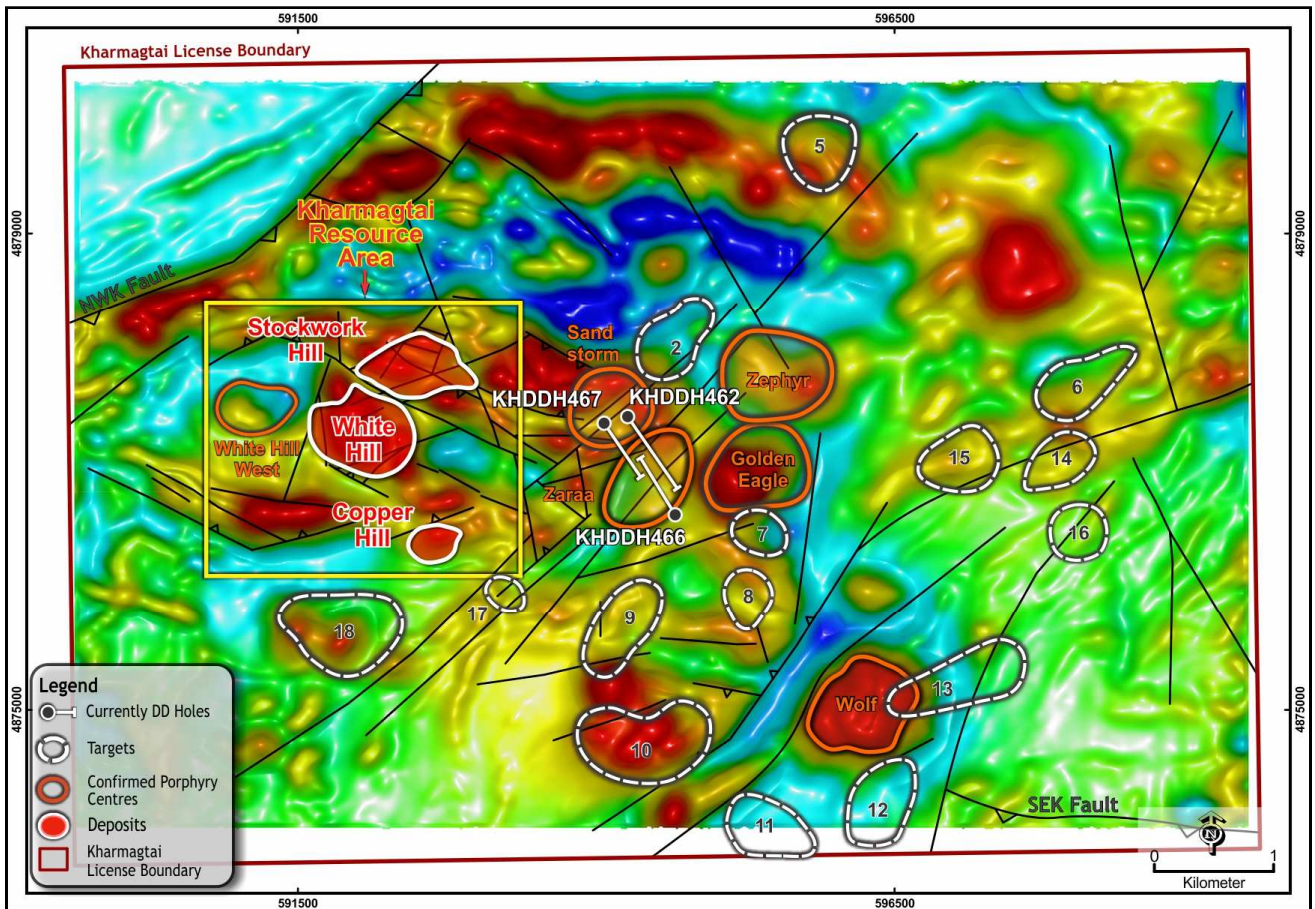 591500
596500
Kharmagtai License Boundary
5
4879000
4879000
Kharmagtai
Resource
Area
NWK Fault
Stockwork
Hill
Sand
storm
2
Zephyr
6
KHDDH467
KHDDH462
White
Hill
White Hill
West
Golden
Eagle
15
14
Zaraa
Copper
Hill
KHDDH466
7
16
17
8
9
18
13
Wolf
4875000
4875000
10
12
11
SEK Fault
Legend
Currently DD Holes
Targets
Confirmed Porphyry
Centres
Deposits
Kharmagtai
License Boundary
N
0
1
Kilometer
591500
596500